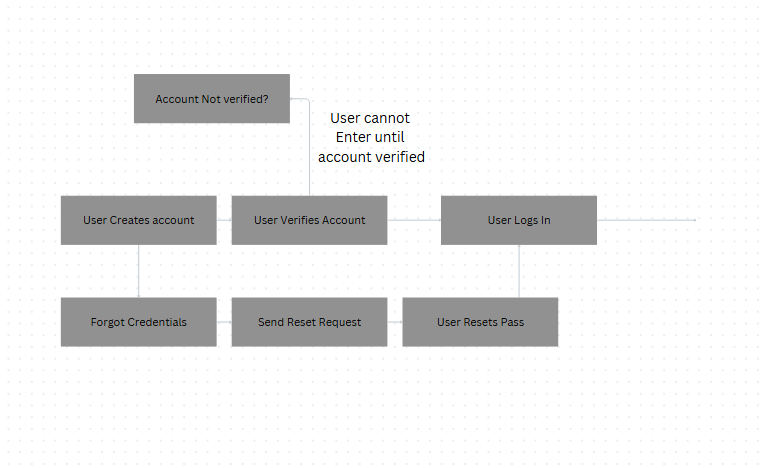 Account Not verified?
User cannot
Enter until
account verified
User Creates account
User Verifies Account
User Logs In
Forgot Credentials
Send Reset Request
User Resets Pass